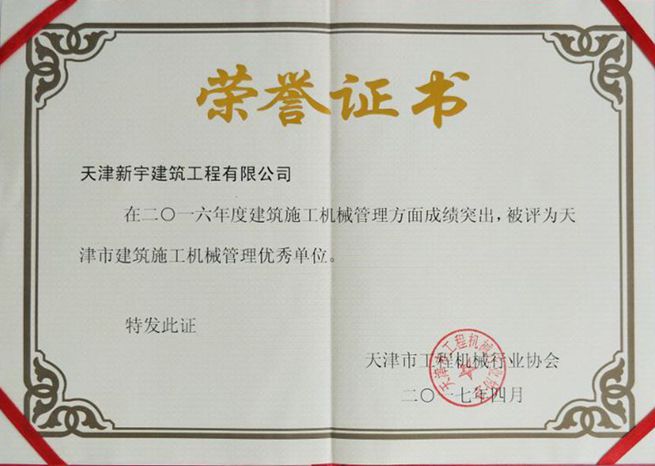 荣誉证书
天津新宇建筑工程有限公司
在二〇一六年度建筑施工机械管理方面成绩突出，被评为天
津市建筑施工机械管理优秀单位。
特发此证
天津市工程机械行业协会
二〇一七年四月